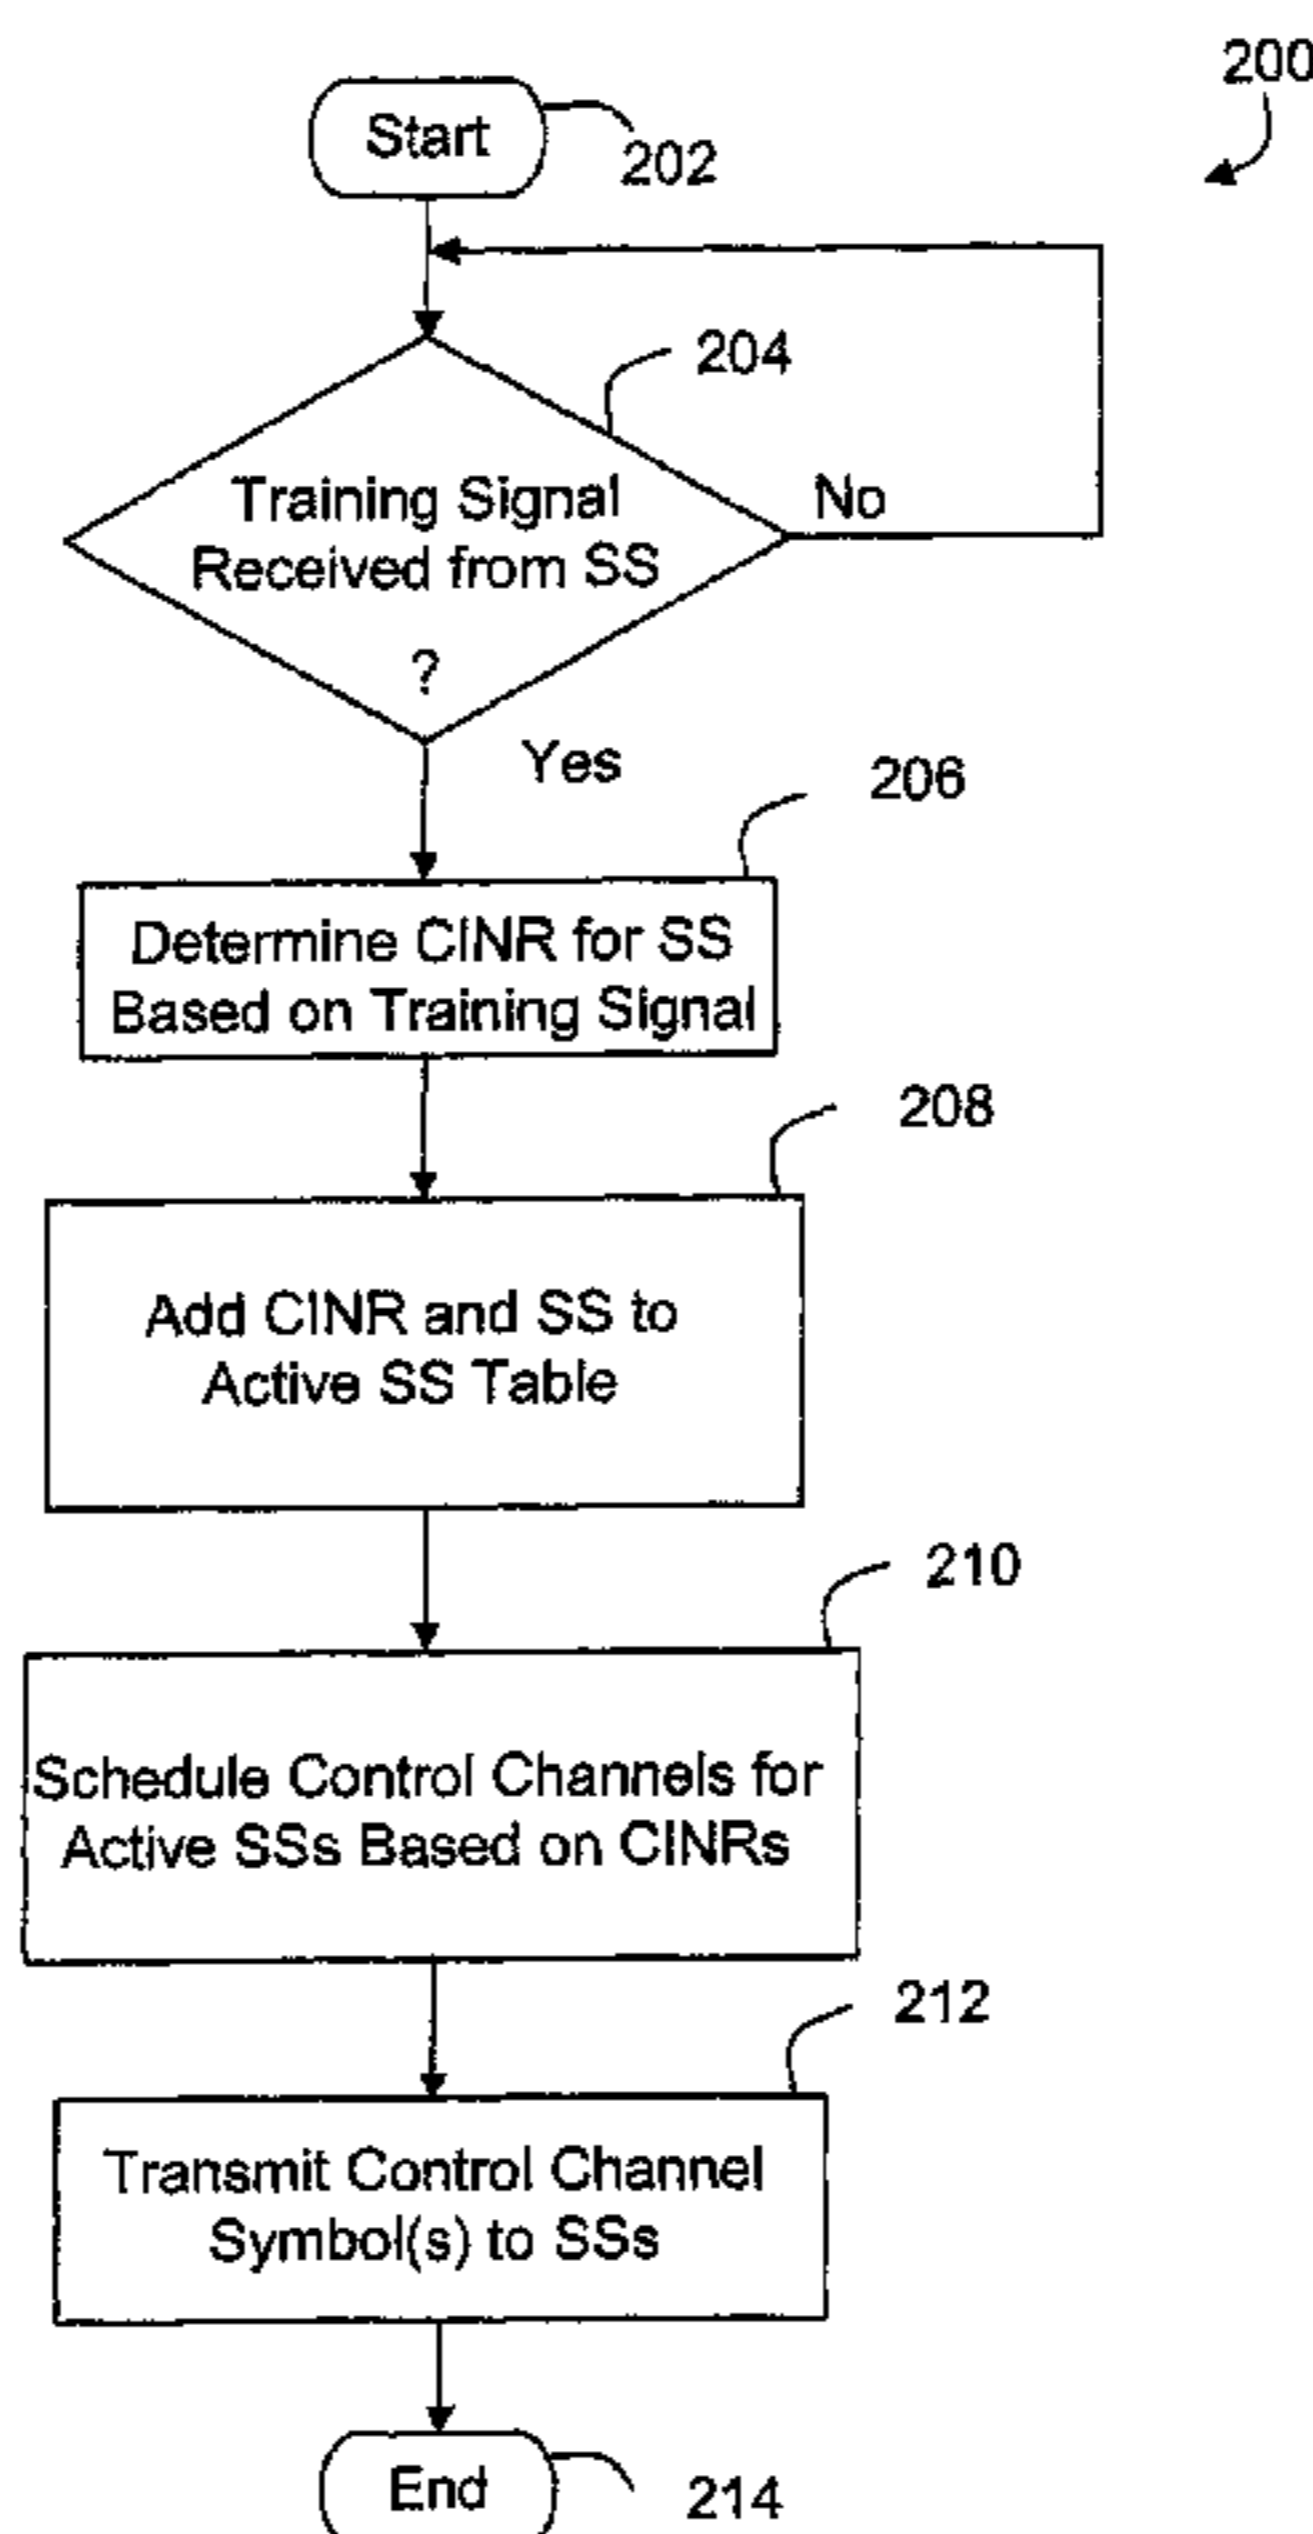 200
Start
202
204
Training Signal
Received from SS
?
No
Yes
206
Determine CINR for SS
Based on Training Signal
208
Add CINR and SS to
Active SS Table
210
Schedule Control Channels for
Active SSs Based on CINRs
212
Transmit Control Channel
Symbol(s) to SSs
End
214